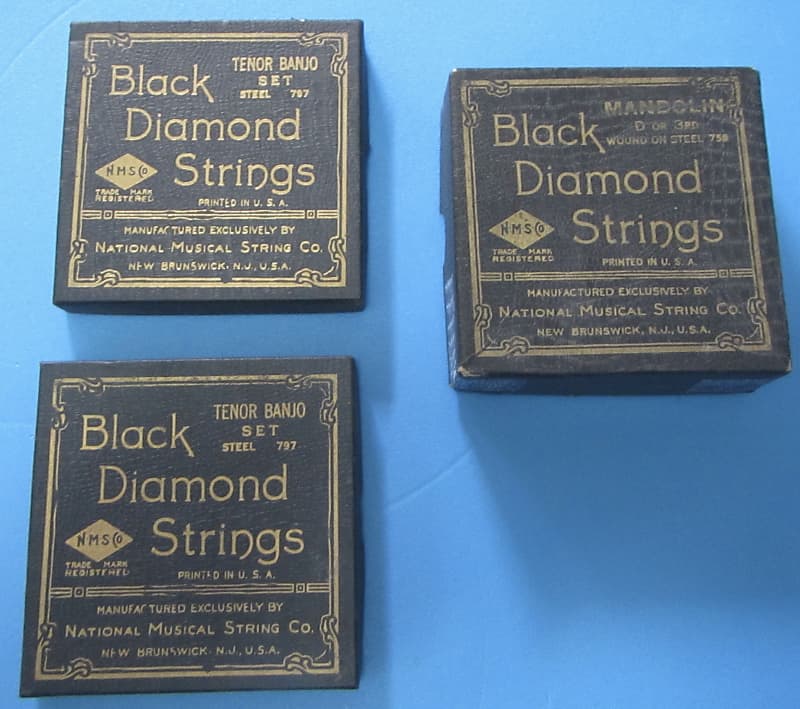 TENOR BANJO
SET
STEEL 797
Black
Diamond
Strings
NMSCo
TRADE MARK
REGISTERED
PRINTED IN U. S. A.
MANUFACTURED EXCLUSIVELY BY
NATIONAL MUSICAL STRING CO.
NEW BRUNSWICK, N.J., U.S.A.
MANDOLIN
D OR 3RD
WOUND ON STEEL 759
Black
Diamond
Strings
NMSCo
TRADE MARK
REGISTERED
PRINTED IN U. S. A.
MANUFACTURED EXCLUSIVELY BY
NATIONAL MUSICAL STRING CO.
NEW BRUNSWICK, N.J., U.S.A.
TENOR BANJO
SET
STEEL 797
Black
Diamond
Strings
NMSCo
TRADE MARK
REGISTERED
PRINTED IN U. S. A.
MANUFACTURED EXCLUSIVELY BY
NATIONAL MUSICAL STRING CO.
NEW BRUNSWICK, N.J., U.S.A.